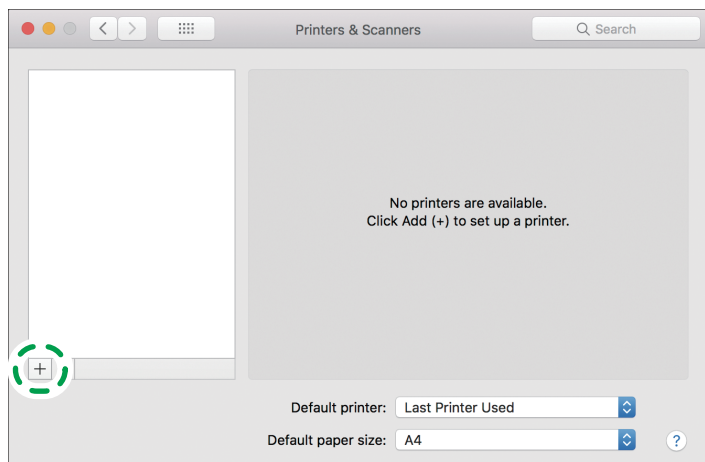 Printers & Scanners
Search
No printers are available.
Click Add (+) to set up a printer.
+
Default printer: Last Printer Used
Default paper size: A4
?